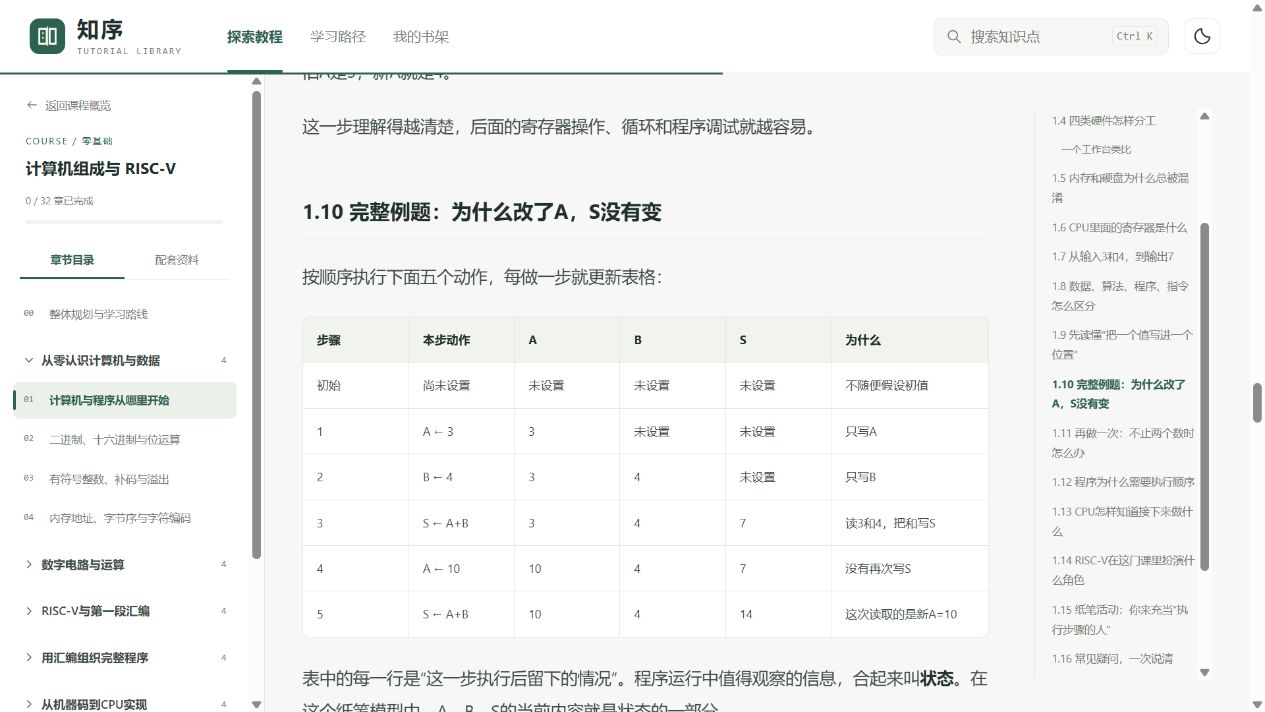 知序
TUTORIAL LIBRARY
探索教程
学习路径
我的书架
搜索知识点
Ctrl K
返回课程概览
COURSE / 零基础
计算机组成与 RISC-V
0 / 32 章已完成
章节目录
配套资料
00 整体规划与学习路线
从零认识计算机与数据 4
01 计算机与程序从哪里开始
02 二进制、十六进制与位运算
03 有符号整数、补码与溢出
04 内存地址、字节序与字符编码
数字电路与运算 4
RISC-V与第一段汇编 4
用汇编组织完整程序 4
从机器码到CPU实现 4
这一步理解得越清楚，后面的寄存器操作、循环和程序调试就越容易。
1.10 完整例题：为什么改了A，S没有变
按顺序执行下面五个动作，每做一步就更新表格：
步骤 本步动作 A B S 为什么
初始 尚未设置 未设置 未设置 未设置 不随便假设初值
1 A ← 3 3 未设置 未设置 只写A
2 B ← 4 3 4 未设置 只写B
3 S ← A+B 3 4 7 读3和4，把和写S
4 A ← 10 10 4 7 没有再次写S
5 S ← A+B 10 4 14 这次读取的是新A=10
表中的每一行是“这一步执行后留下的情况”。程序运行中值得观察的信息，合起来叫状态。在
这个纸笔模型中，A、B、S的当前内容就是状态的一部分。
1.4 四类硬件怎样分工
一个工作台类比
1.5 内存和硬盘为什么总被混
淆
1.6 CPU里面的寄存器是什么
1.7 从输入3和4，到输出7
1.8 数据、算法、程序、指令
怎么区分
1.9 先读懂“把一个值写进一个
位置”
1.10 完整例题：为什么改了
A，S没有变
1.11 再做一次：不止两个数时
怎么办
1.12 程序为什么需要执行顺序
1.13 CPU怎样知道接下来做什
么
1.14 RISC-V在这门课里扮演什
么角色
1.15 纸笔活动：你来充当“执
行步骤的人”
1.16 常见疑问，一次说清